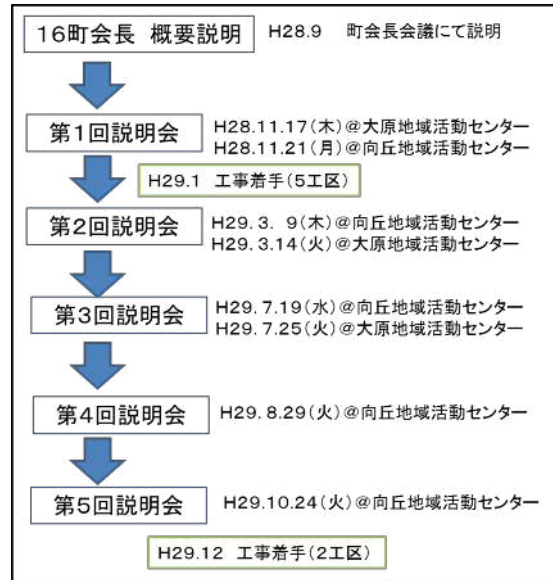 16町会長 概要説明 H28.9 町会長会議にて説明
第1回説明会 H28.11.17(木)@大原地域活動センター
H28.11.21(月)@向丘地域活動センター
H29.1 工事着手(5工区)
第2回説明会 H29.3. 9(木)@向丘地域活動センター
H29.3.14(火)@大原地域活動センター
第3回説明会 H29.7.19(水)@向丘地域活動センター
H29.7.25(火)@大原地域活動センター
第4回説明会 H29.8.29(火)@向丘地域活動センター
第5回説明会 H29.10.24(火)@向丘地域活動センター
H29.12 工事着手(2工区)